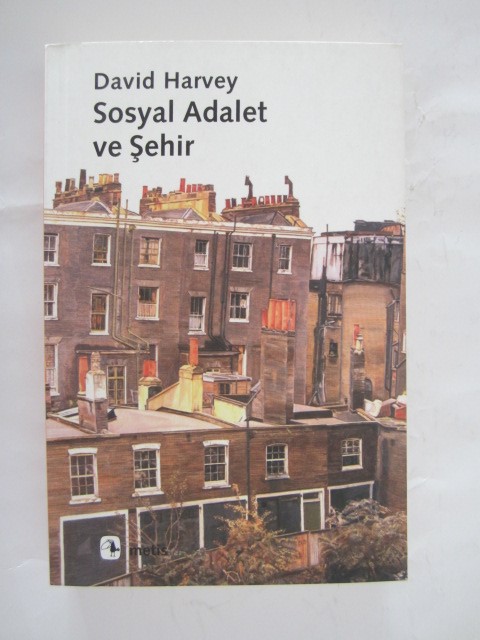 David Harvey
Sosyal Adalet
ve Şehir
metis